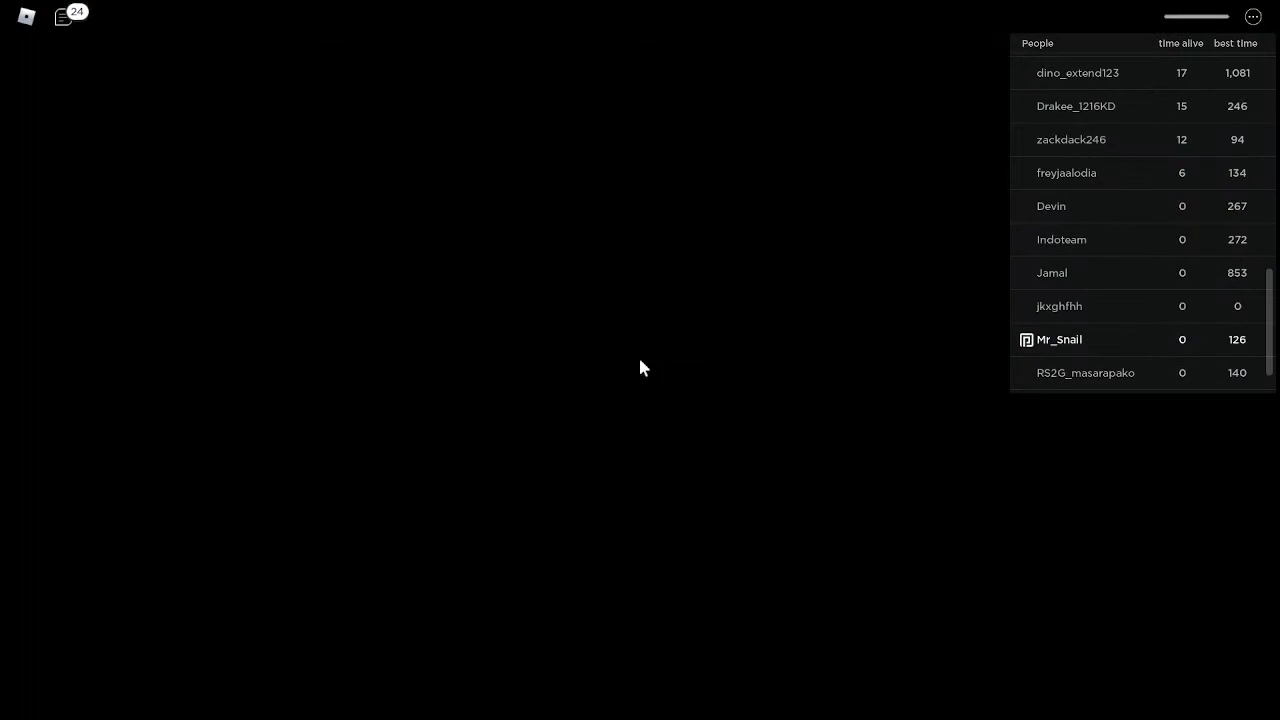 24
People time alive best time
dino_extend123 17 1,081
Drakee_1216KD 15 246
zackdack246 12 94
freyjaalodia 6 134
Devin 0 267
Indoteam 0 272
Jamal 0 853
jkxghfhh 0 0
Mr_Snail 0 126
RS2G_masarapako 0 140